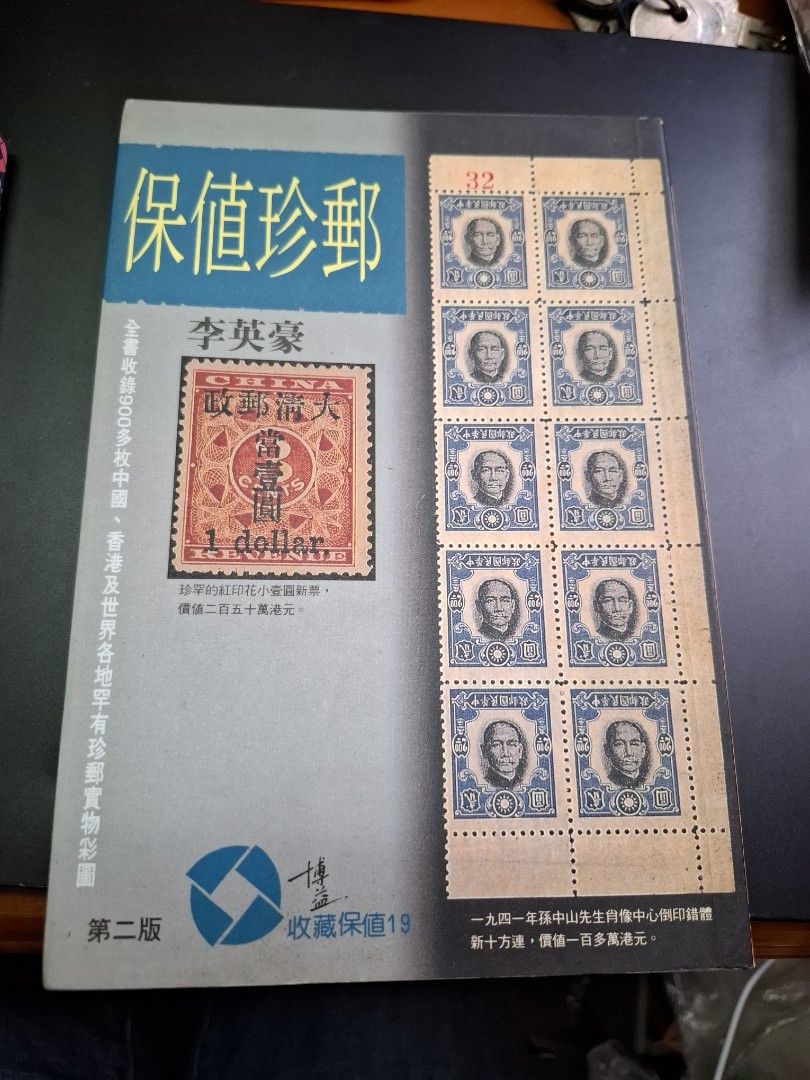 保值珍郵
李英豪
全書收錄900多枚中國、香港及世界各地罕有珍郵實物彩圖
CHINA
政郵清大
當壹圓
3
CENTS
1 dollar.
REVENUE
珍罕的紅印花小壹圓新票，
價值二百五十萬港元。
32
第二版
博益
收藏保值19
一九四一年孫中山先生肖像中心倒印錯體
新十方連，價值一百多萬港元。